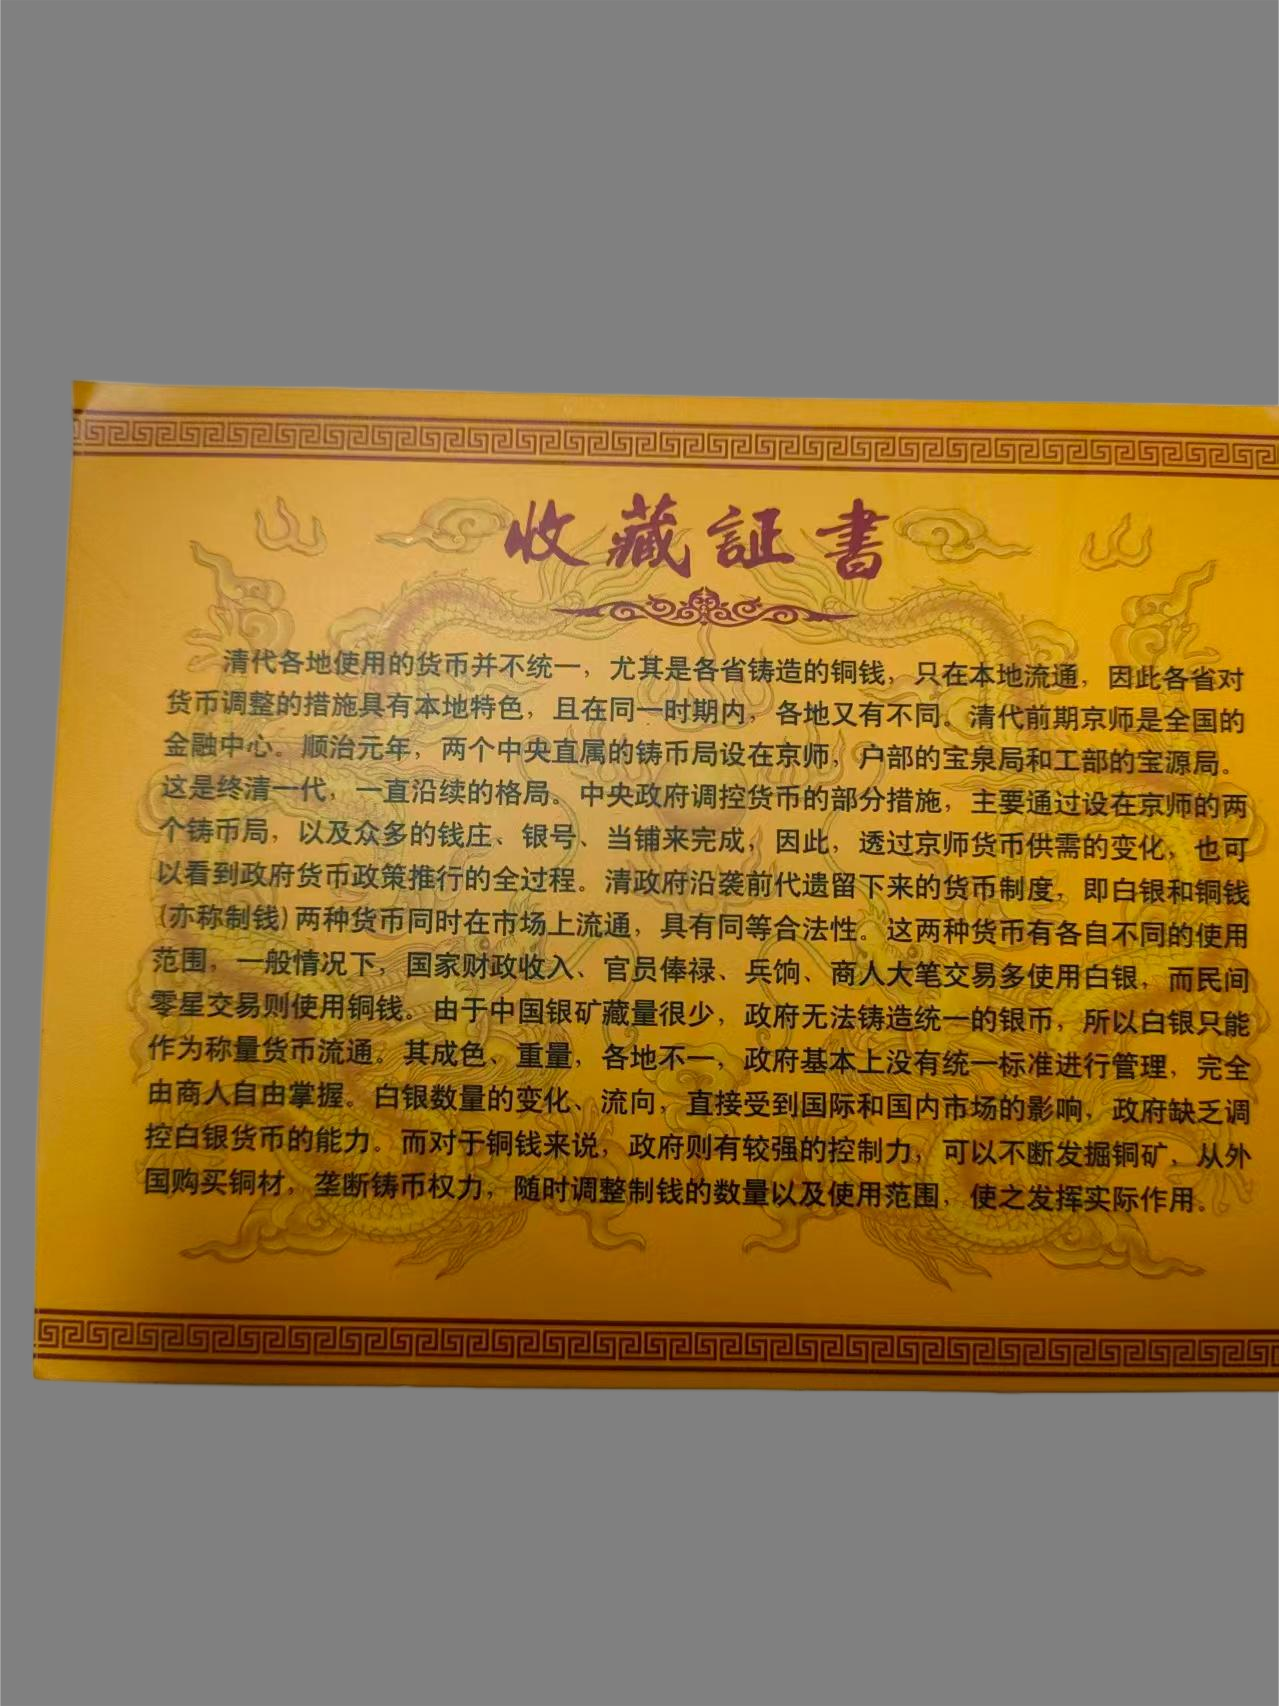 收藏証書
清代各地使用的货币并不统一，尤其是各省铸造的铜钱，只在本地流通，因此各省对
货币调整的措施具有本地特色，且在同一时期内，各地又有不同。清代前期京师是全国的
金融中心。顺治元年，两个中央直属的铸币局设在京师，户部的宝泉局和工部的宝源局。
这是终清一代，一直沿续的格局。中央政府调控货币的部分措施，主要通过设在京师的两
个铸币局，以及众多的钱庄、银号、当铺来完成，因此，透过京师货币供需的变化，也可
以看到政府货币政策推行的全过程。清政府沿袭前代遗留下来的货币制度，即白银和铜钱
(亦称制钱)两种货币同时在市场上流通，具有同等合法性。这两种货币有各自不同的使用
范围，一般情况下，国家财政收入、官员俸禄、兵饷、商人大笔交易多使用白银，而民间
零星交易则使用铜钱。由于中国银矿藏量很少，政府无法铸造统一的银币，所以白银只能
作为称量货币流通。其成色、重量，各地不一，政府基本上没有统一标准进行管理，完全
由商人自由掌握。白银数量的变化、流向，直接受到国际和国内市场的影响，政府缺乏调
控白银货币的能力。而对于铜钱来说，政府则有较强的控制力，可以不断发掘铜矿，从外
国购买铜材，垄断铸币权力，随时调整制钱的数量以及使用范围，使之发挥实际作用。